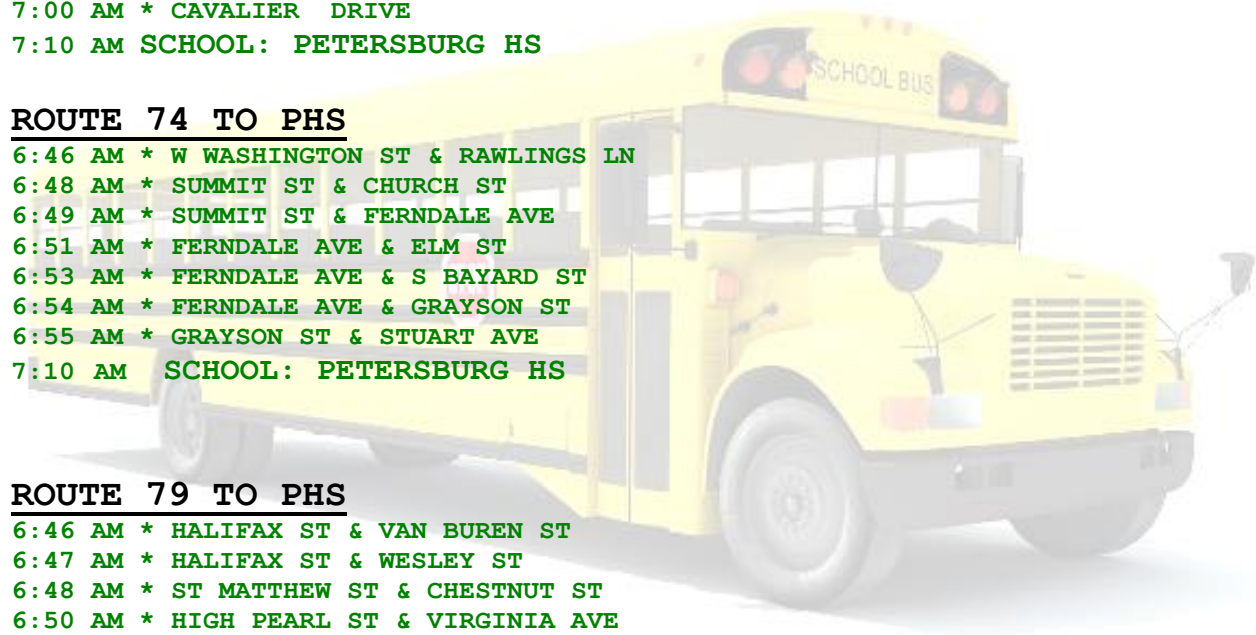 7:00 AM * CAVALIER DRIVE
7:10 AM SCHOOL: PETERSBURG HS
ROUTE 74 TO PHS
6:46 AM * W WASHINGTON ST & RAWLINGS LN
6:48 AM * SUMMIT ST & CHURCH ST
6:49 AM * SUMMIT ST & FERNDALE AVE
6:51 AM * FERNDALE AVE & ELM ST
6:53 AM * FERNDALE AVE & S BAYARD ST
6:54 AM * FERNDALE AVE & GRAYSON ST
6:55 AM * GRAYSON ST & STUART AVE
7:10 AM SCHOOL: PETERSBURG HS
ROUTE 79 TO PHS
6:46 AM * HALIFAX ST & VAN BUREN ST
6:47 AM * HALIFAX ST & WESLEY ST
6:48 AM * ST MATTHEW ST & CHESTNUT ST
6:50 AM * HIGH PEARL ST & VIRGINIA AVE
SCHOOL BUS